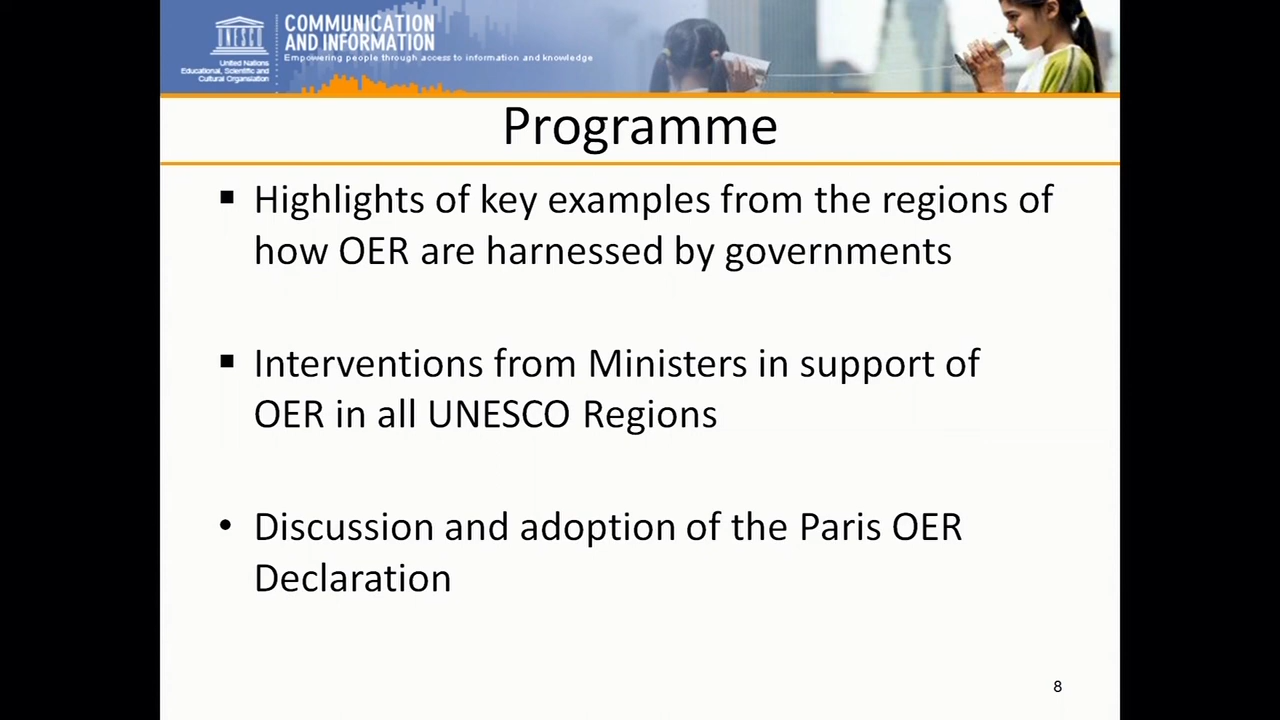 UNESCO
United Nations
Educational, Scientific and
Cultural Organisation
COMMUNICATION
AND INFORMATION
Empowering people through access to information and knowledge
Programme
▪ Highlights of key examples from the regions of
how OER are harnessed by governments
▪ Interventions from Ministers in support of
OER in all UNESCO Regions
• Discussion and adoption of the Paris OER
Declaration
8